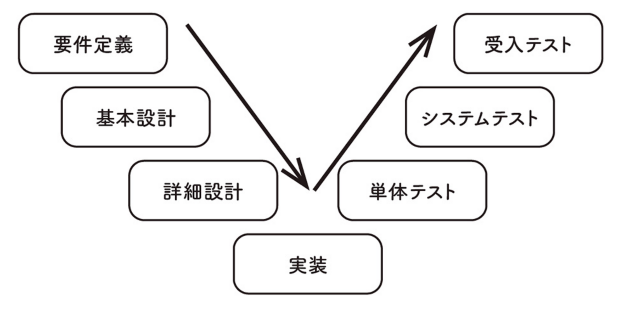 要件定義
受入テスト
基本設計
システムテスト
詳細設計
単体テスト
実装